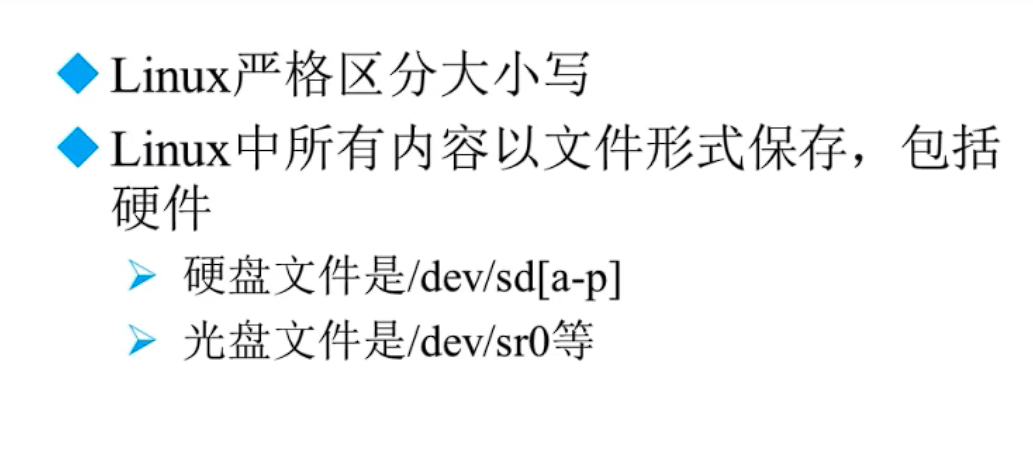 Linux严格区分大小写
Linux中所有内容以文件形式保存，包括
硬件
硬盘文件是/dev/sd[a-p]
光盘文件是/dev/sr0等